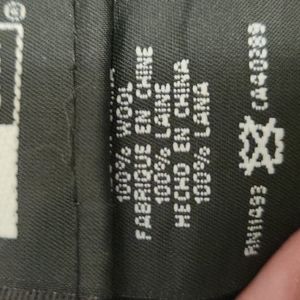 ®
100% WOOL
FABRIQUE EN CHINE
100% LAINE
HECHO EN CHINA
100% LANA
RN11493 CA40389